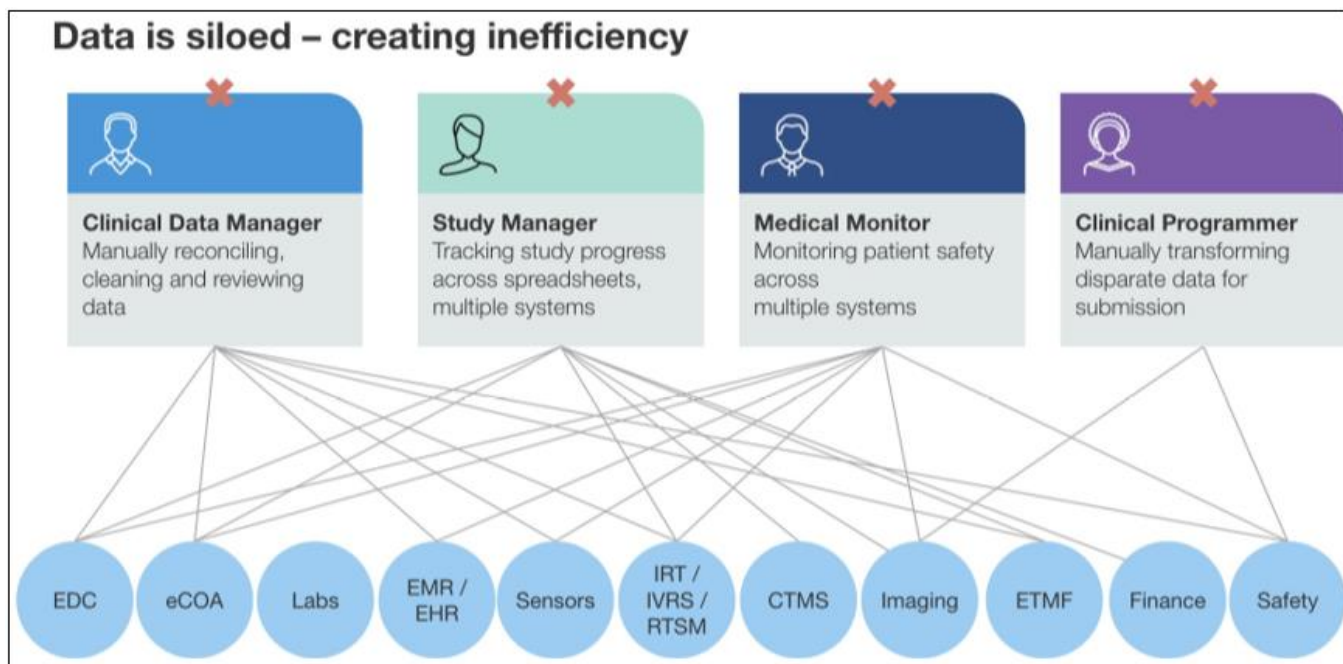 Data is siloed – creating inefficiency
Clinical Data Manager
Manually reconciling,
cleaning and reviewing
data
Study Manager
Tracking study progress
across spreadsheets,
multiple systems
Medical Monitor
Monitoring patient safety
across
multiple systems
Clinical Programmer
Manually transforming
disparate data for
submission
EDC
eCOA
Labs
EMR /
EHR
Sensors
IRT /
IVRS /
RTSM
CTMS
Imaging
ETMF
Finance
Safety